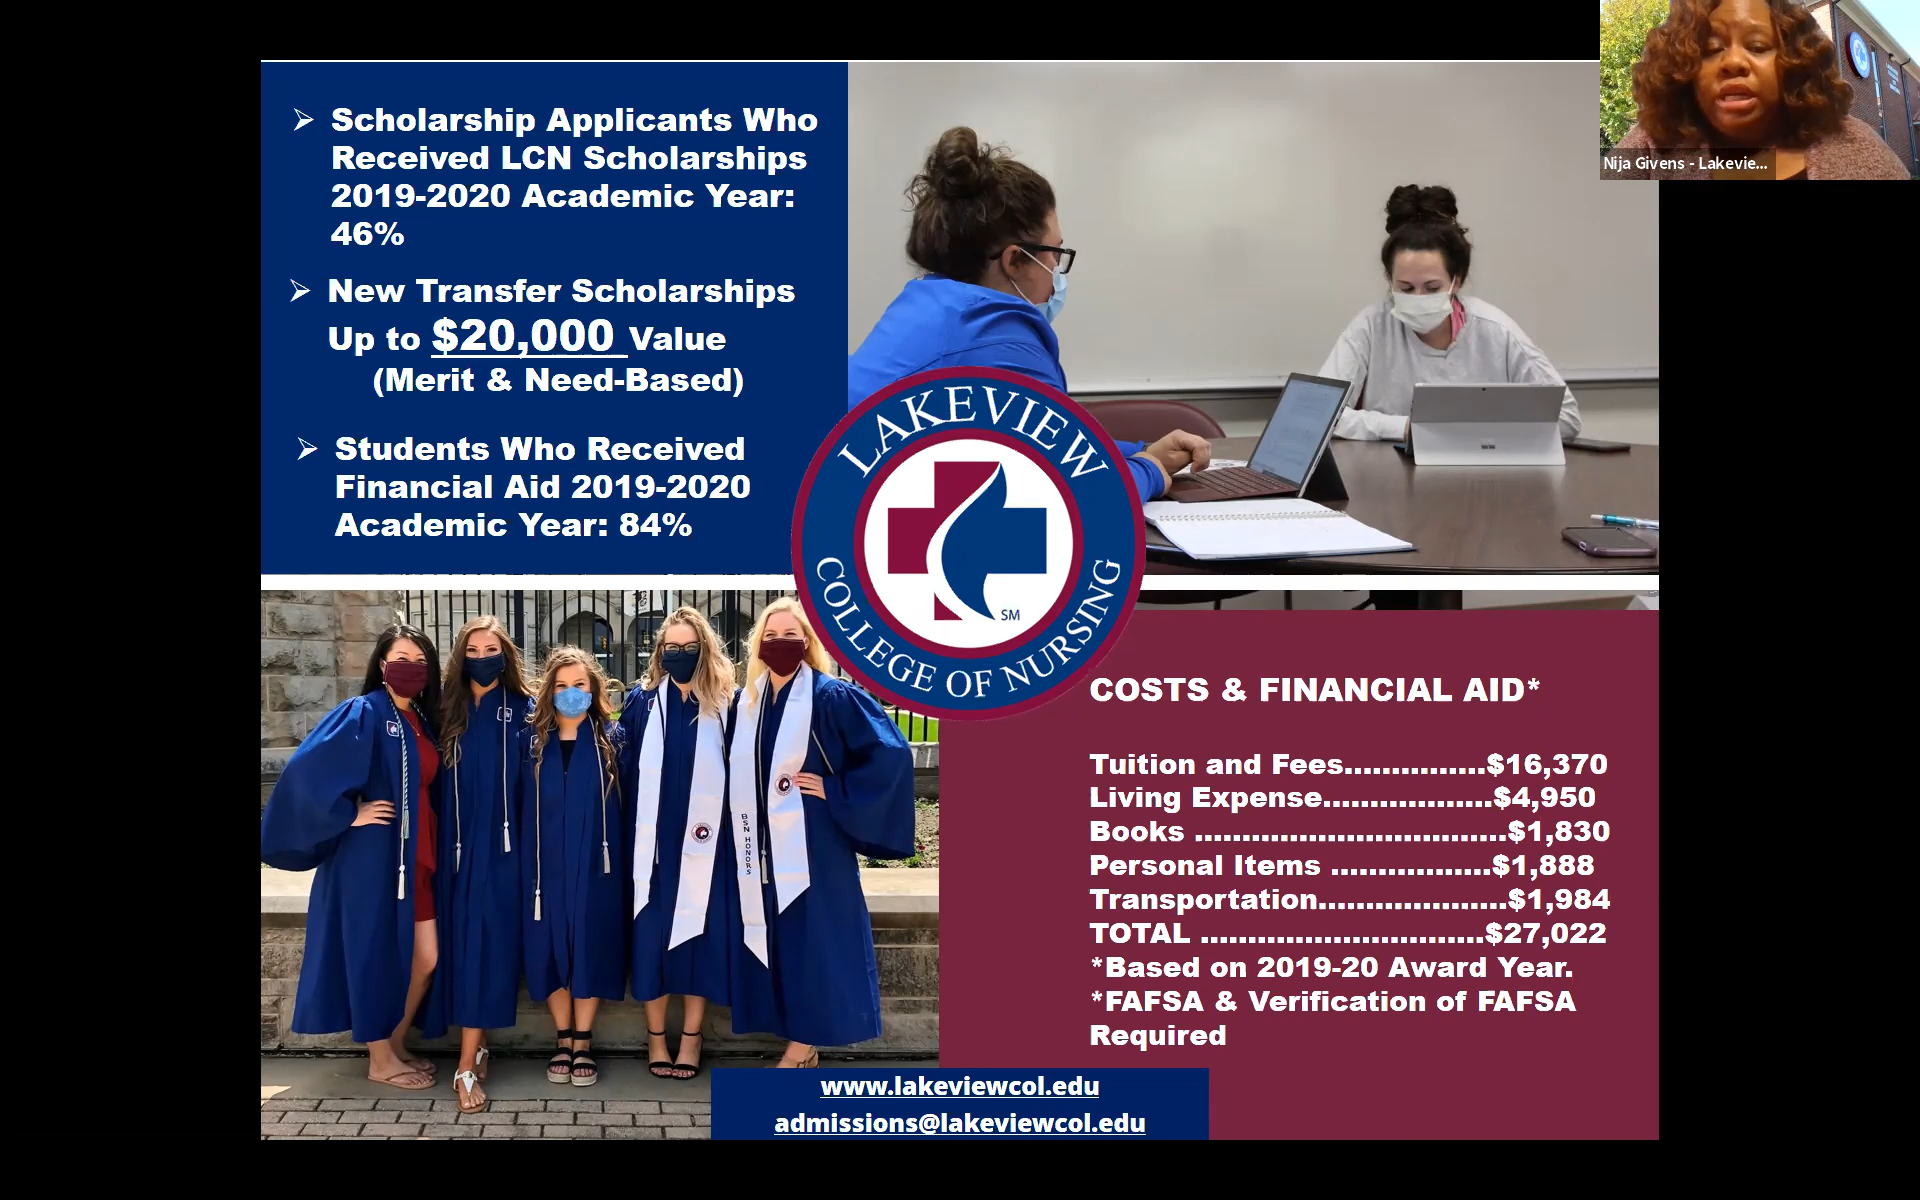 Scholarship Applicants Who
Received LCN Scholarships
2019-2020 Academic Year:
46%
New Transfer Scholarships
Up to $20,000 Value
(Merit & Need-Based)
Students Who Received
Financial Aid 2019-2020
Academic Year: 84%
Nija Givens - Lakevie...
LAKEVIEW
COLLEGE OF NURSING
SM
BSN HONORS
COSTS & FINANCIAL AID*
Tuition and Fees...............$16,370
Living Expense..................$4,950
Books .................................$1,830
Personal Items .................$1,888
Transportation....................$1,984
TOTAL ..............................$27,022
*Based on 2019-20 Award Year.
*FAFSA & Verification of FAFSA
Required
www.lakeviewcol.edu
admissions@lakeviewcol.edu